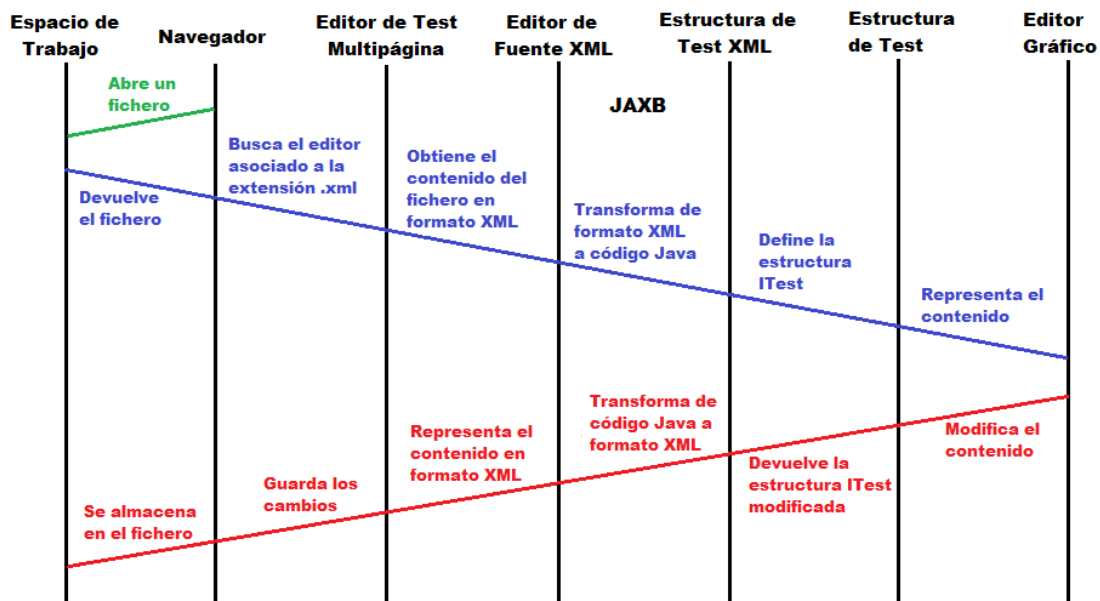 Espacio de
Trabajo
Navegador
Editor de Test
Multipágina
Editor de
Fuente XML
Estructura de
Test XML
Estructura
de Test
Editor
Gráfico
JAXB
Abre un
fichero
Devuelve
el fichero
Busca el editor
asociado a la
extensión .xml
Obtiene el
contenido del
fichero en
formato XML
Transforma de
formato XML
a código Java
Define la
estructura
ITest
Representa el
contenido
Modifica el
contenido
Devuelve la
estructura ITest
modificada
Transforma de
código Java a
formato XML
Representa el
contenido en
formato XML
Guarda los
cambios
Se almacena
en el fichero